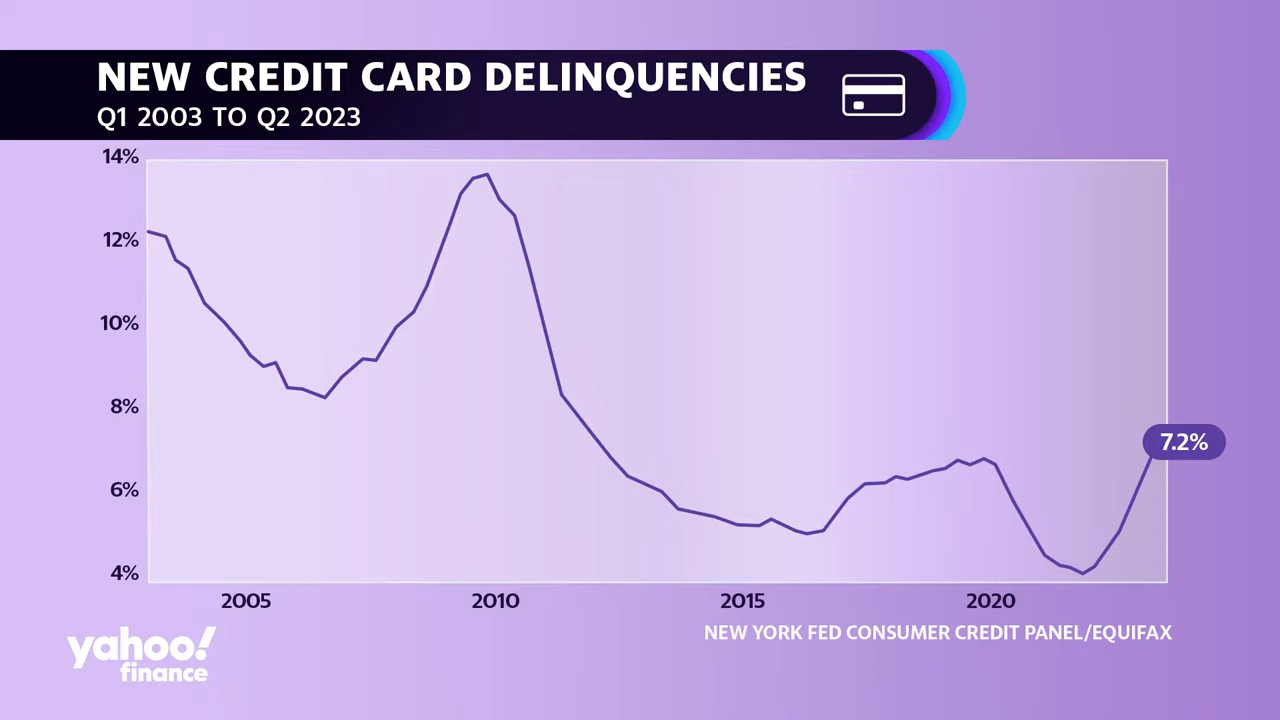 NEW CREDIT CARD DELINQUENCIES
Q1 2003 TO Q2 2023
14%
12%
10%
8%
6%
4%
7.2%
2005 2010 2015 2020
NEW YORK FED CONSUMER CREDIT PANEL/EQUIFAX
yahoo!
finance